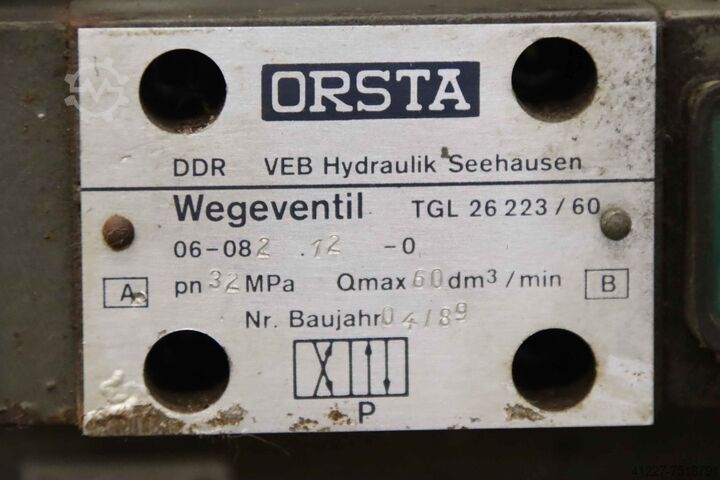 ORSTA
DDR VEB Hydraulik Seehausen
Wegeventil TGL 26 223 / 60
06-082 .12 -0
A pn 32 MPa Qmax 60 dm³/min B
Nr. Baujahr 04/89
P